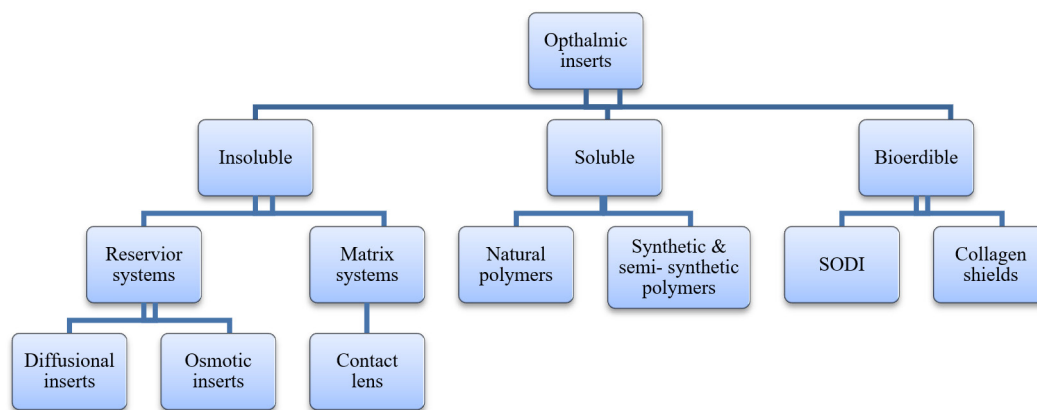 Opthalmic
inserts
Insoluble
Soluble
Bioerdible
Reservior
systems
Matrix
systems
Natural
polymers
Synthetic &
semi- synthetic
polymers
SODI
Collagen
shields
Diffusional
inserts
Osmotic
inserts
Contact
lens